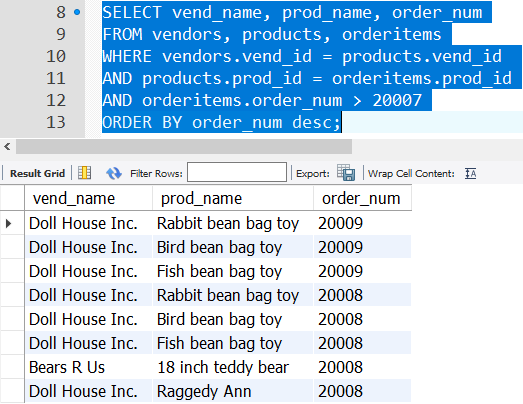 8 SELECT vend_name, prod_name, order_num
9 FROM vendors, products, orderitems
10 WHERE vendors.vend_id = products.vend_id
11 AND products.prod_id = orderitems.prod_id
12 AND orderitems.order_num > 20007
13 ORDER BY order_num desc;
Result Grid Filter Rows: Export: Wrap Cell Content: IA
vend_name prod_name order_num
Doll House Inc. Rabbit bean bag toy 20009
Doll House Inc. Bird bean bag toy 20009
Doll House Inc. Fish bean bag toy 20009
Doll House Inc. Rabbit bean bag toy 20008
Doll House Inc. Bird bean bag toy 20008
Doll House Inc. Fish bean bag toy 20008
Bears R Us 18 inch teddy bear 20008
Doll House Inc. Raggedy Ann 20008